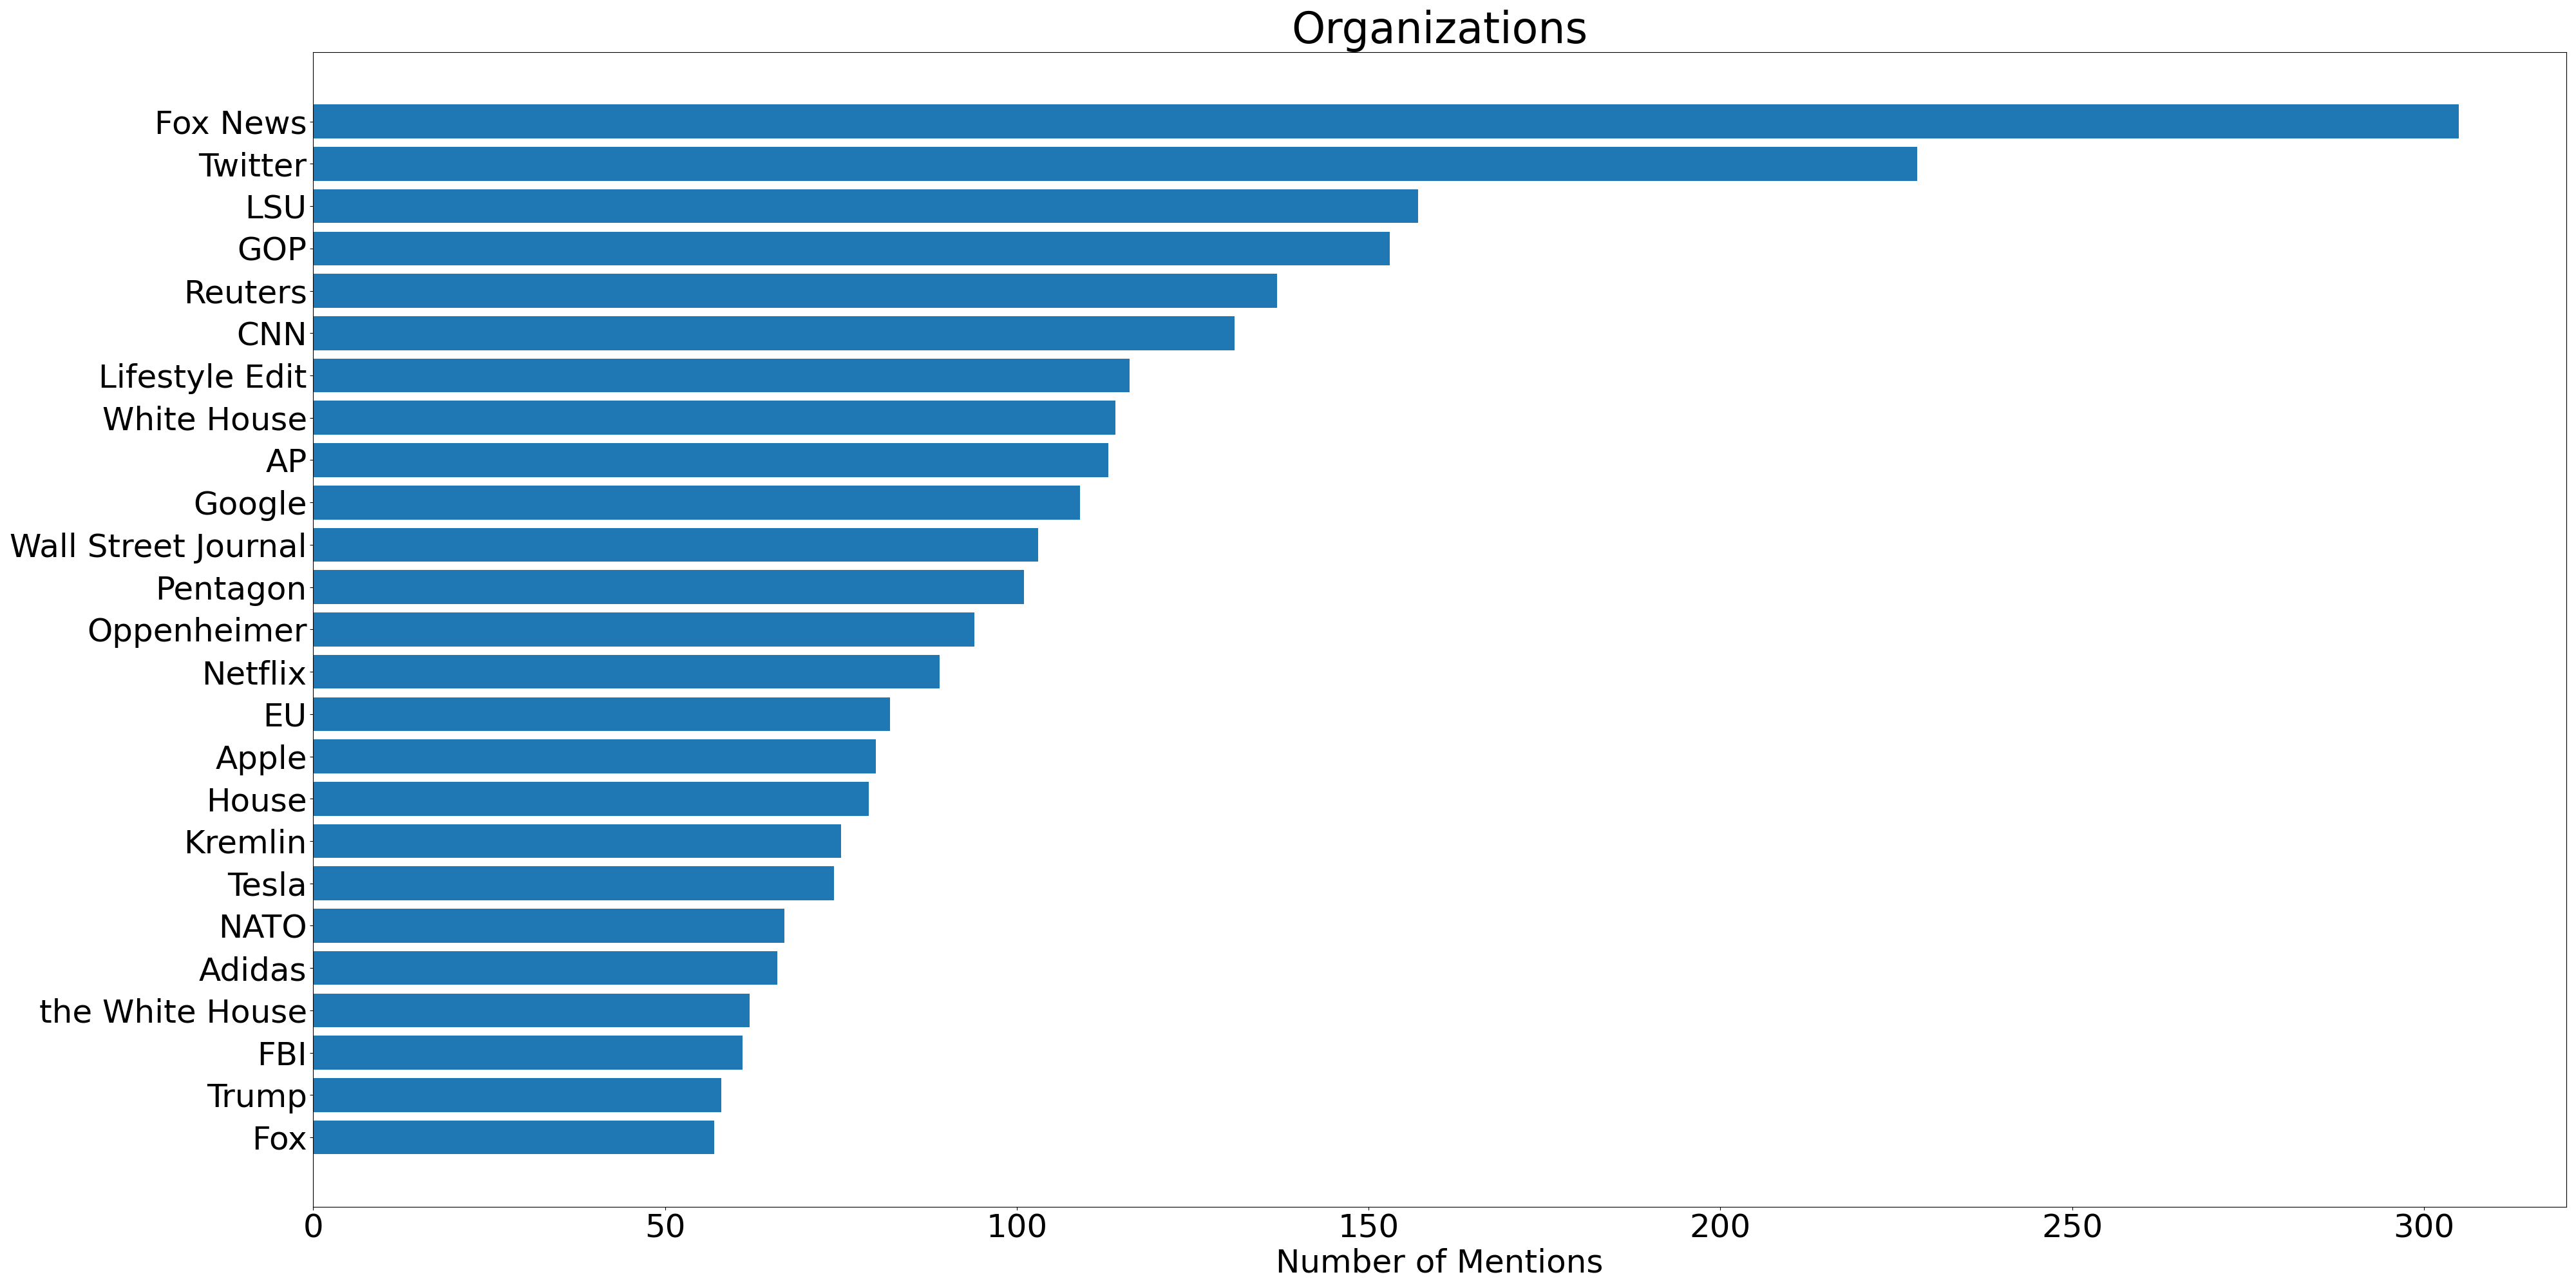 Organizations
Fox News
Twitter
LSU
GOP
Reuters
CNN
Lifestyle Edit
White House
AP
Google
Wall Street Journal
Pentagon
Oppenheimer
Netflix
EU
Apple
House
Kremlin
Tesla
NATO
Adidas
the White House
FBI
Trump
Fox
0 50 100 150 200 250 300
Number of Mentions